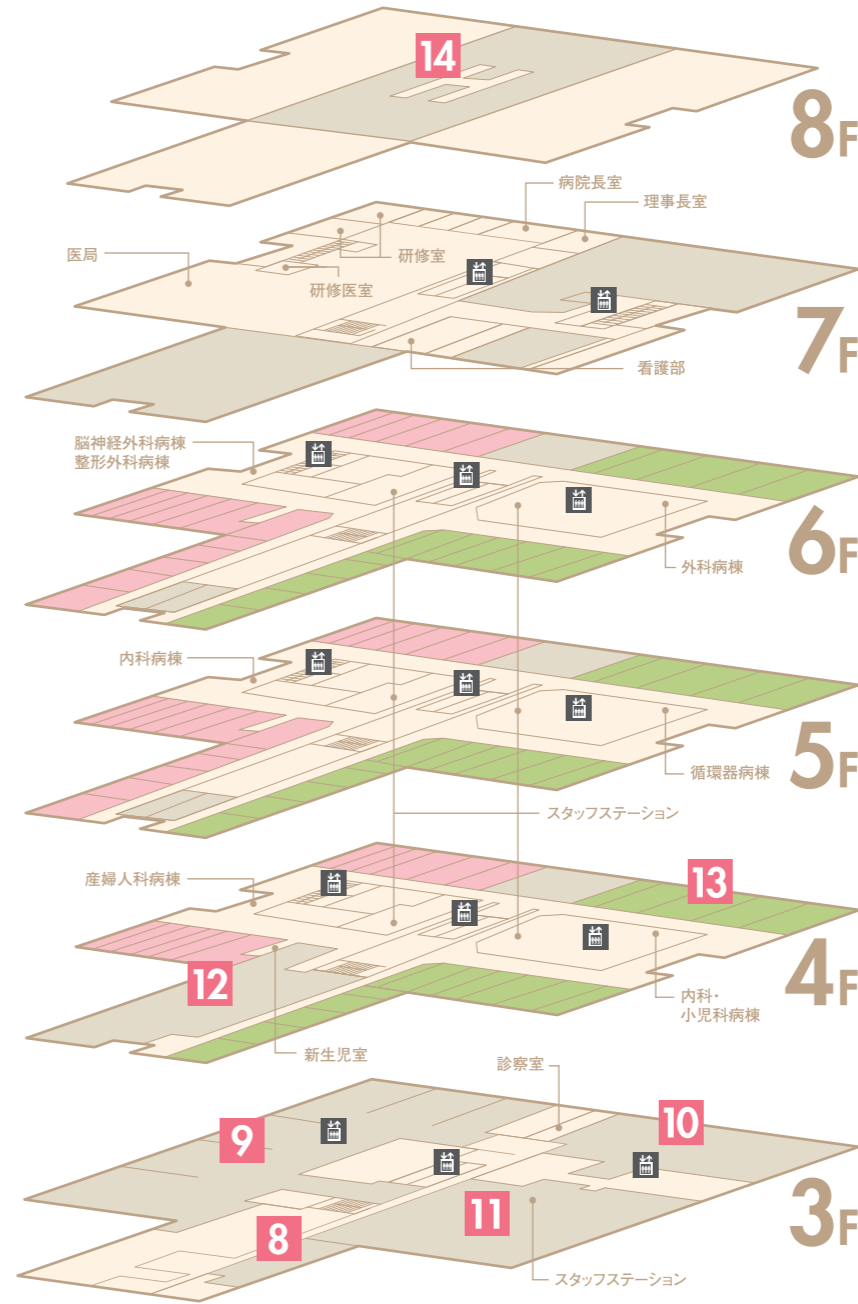 14
8F
病院長室
理事長室
医局
研修室
研修医室
7F
看護部
脳神経外科病棟
整形外科病棟
6F
外科病棟
内科病棟
5F
循環器病棟
スタッフステーション
産婦人科病棟
13
12
4F
内科・
小児科病棟
新生児室
診察室
9
10
11
8
3F
スタッフステーション